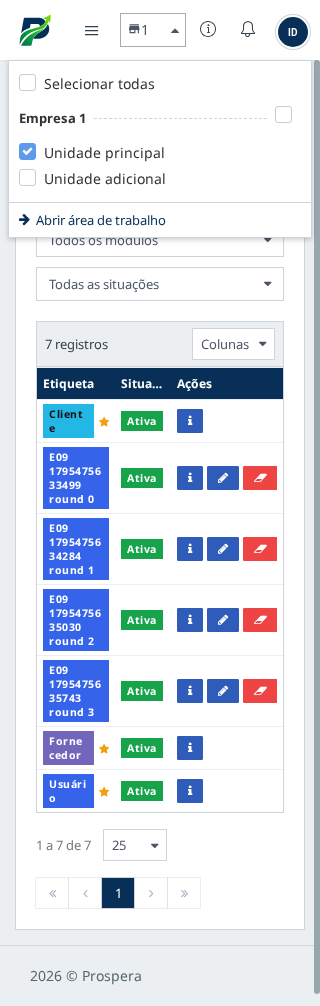 1
ID
Selecionar todas
Empresa 1
Unidade principal
Unidade adicional
Abrir área de trabalho
Todos os módulos
Todas as situações
7 registros
Colunas
Etiqueta Situa... Ações
Client
e
Ativa
E09
17954756
33499
round 0
Ativa
E09
17954756
34284
round 1
Ativa
E09
17954756
35030
round 2
Ativa
E09
17954756
35743
round 3
Ativa
Forne
cedor
Ativa
Usuári
o
Ativa
1 a 7 de 7
25
« ‹ 1 › »
2026 © Prospera